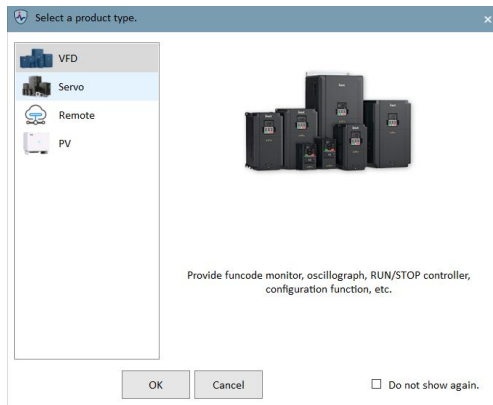 Select a product type.
VFD
Servo
Remote
PV
Provide funcode monitor, oscillograph, RUN/STOP controller,
configuration function, etc.
OK Cancel Do not show again.